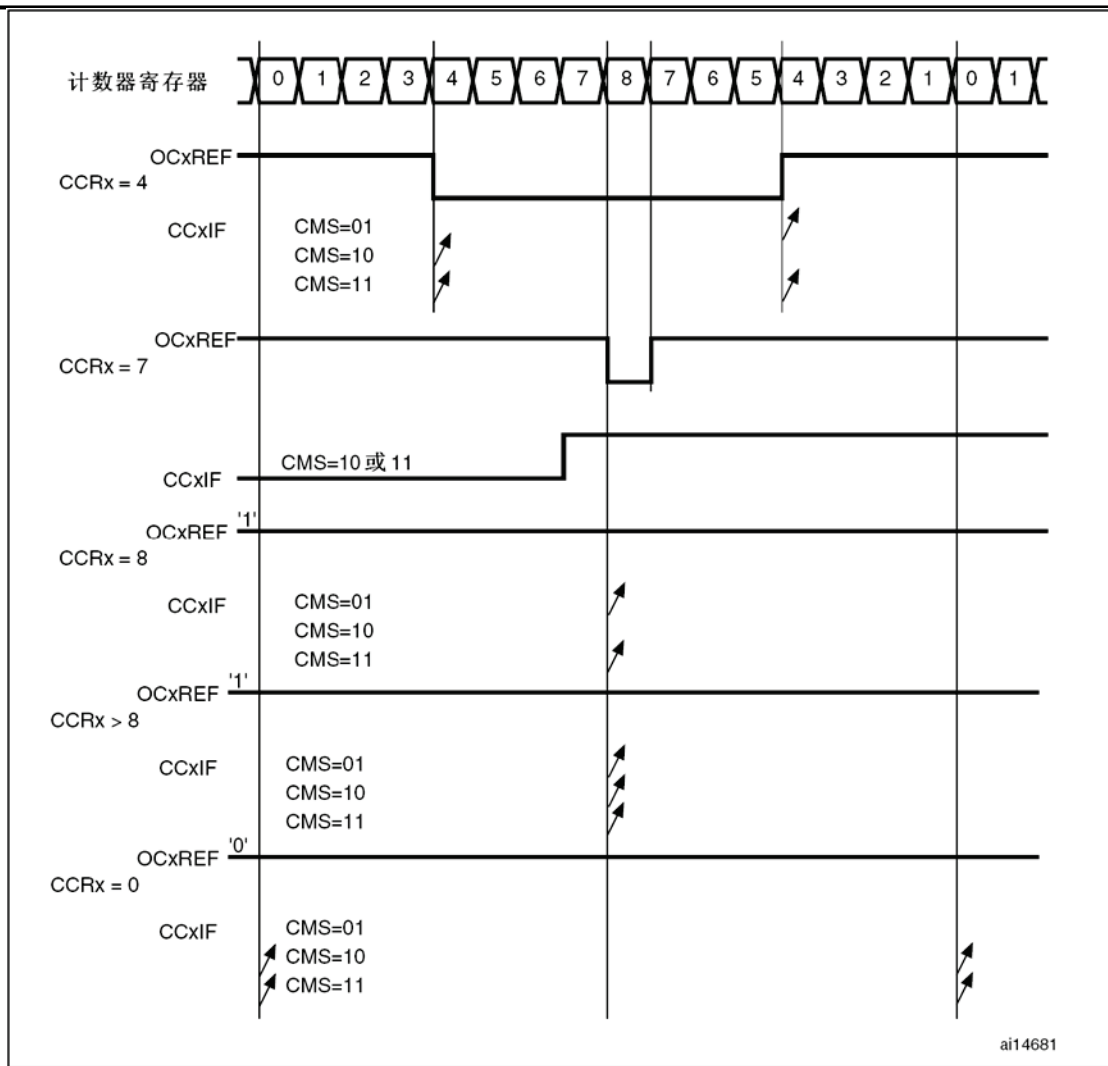 计数器寄存器 0 1 2 3 4 5 6 7 8 7 6 5 4 3 2 1 0 1
OCxREF
CCRx = 4
CCxIF CMS=01
CMS=10
CMS=11
OCxREF
CCRx = 7
CMS=10 或 11
CCxIF
'1'
OCxREF
CCRx = 8
CCxIF CMS=01
CMS=10
CMS=11
'1'
OCxREF
CCRx > 8
CCxIF CMS=01
CMS=10
CMS=11
'0'
OCxREF
CCRx = 0
CCxIF CMS=01
CMS=10
CMS=11
ai14681